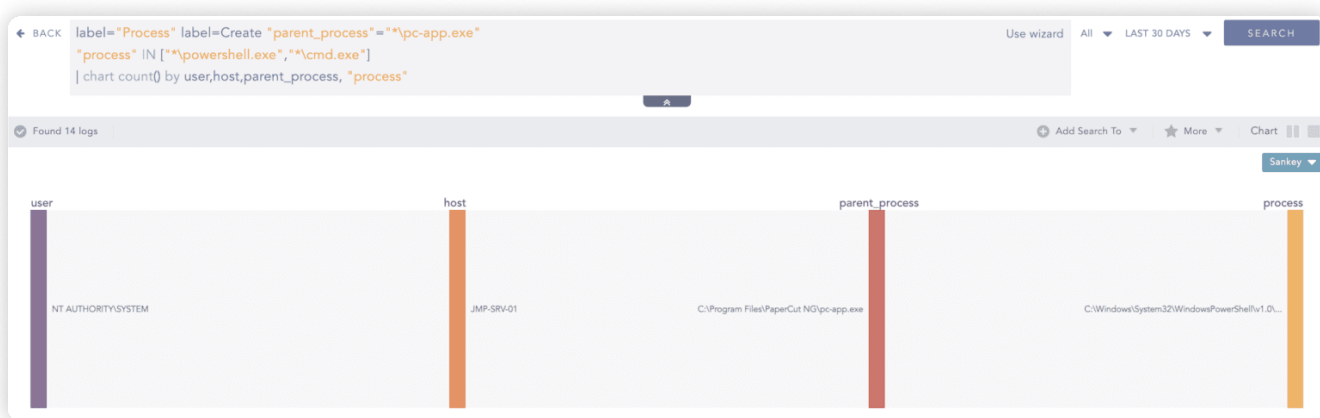 BACK
label="Process" label=Create "parent_process"="*\pc-app.exe"
"process" IN ["*\powershell.exe","*\cmd.exe"]
| chart count() by user,host,parent_process, "process"
Use wizard
All
LAST 30 DAYS
SEARCH
Found 14 logs
Add Search To
More
Chart
Sankey
user
host
parent_process
process
NT AUTHORITY\SYSTEM
JMP-SRV-01
C:\Program Files\PaperCut NG\pc-app.exe
C:\Windows\System32\WindowsPowerShell\v1.0\...